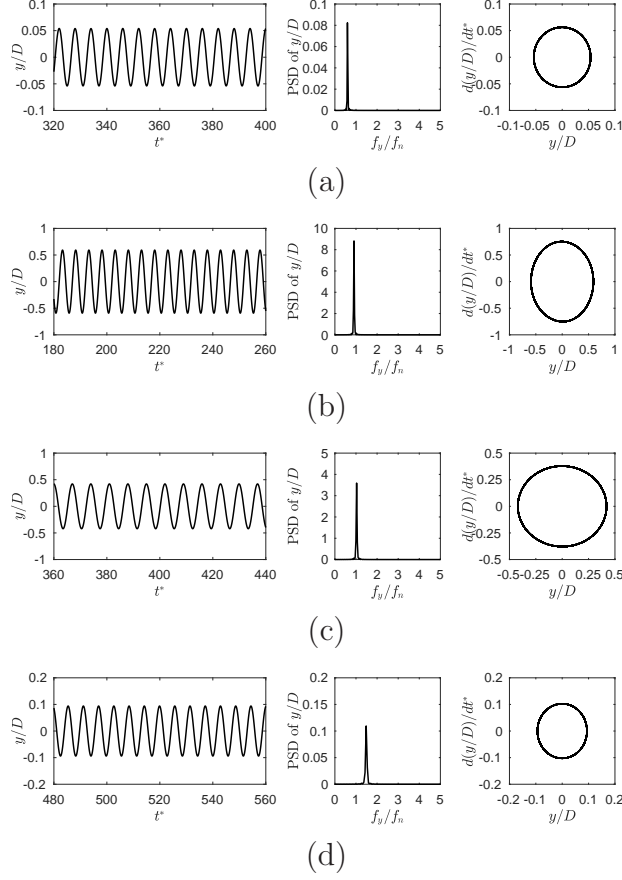 0.1
0.05
0
-0.05
-0.1
y/D
320 340 360 380 400
t*
0.1
0.08
0.06
0.04
0.02
0
PSD of y/D
0 1 2 3 4 5
f_y/f_n
0.1
0.05
0
-0.05
-0.1
d(y/D)/dt*
-0.1 -0.05 0 0.05 0.1
y/D
(a)
1
0.5
0
-0.5
-1
y/D
180 200 220 240 260
t*
10
8
6
4
2
0
PSD of y/D
0 1 2 3 4 5
f_y/f_n
1
0.5
0
-0.5
-1
d(y/D)/dt*
-1 -0.5 0 0.5 1
y/D
(b)
1
0.5
0
-0.5
-1
y/D
360 380 400 420 440
t*
5
4
3
2
1
0
PSD of y/D
0 1 2 3 4 5
f_y/f_n
0.5
0.25
0
-0.25
-0.5
d(y/D)/dt*
-0.5 -0.25 0 0.25 0.5
y/D
(c)
0.2
0.1
0
-0.1
-0.2
y/D
480 500 520 540 560
t*
0.20
0.15
0.10
0.05
0
PSD of y/D
0 1 2 3 4 5
f_y/f_n
0.2
0.1
0
-0.1
-0.2
d(y/D)/dt*
-0.2 -0.1 0 0.1 0.2
y/D
(d)